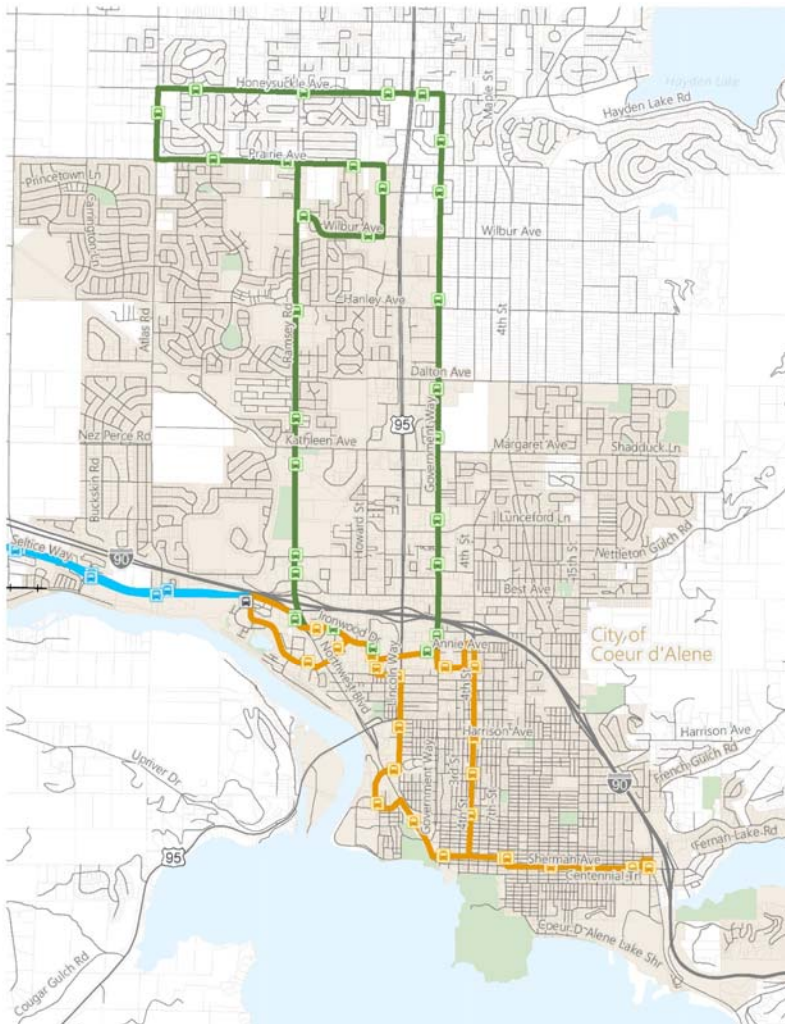 Honeysuckle Ave
Maple St
Hayden Lake
Hayden Lake Rd
Prairie Ave
Princetown Ln
Carrington Ln
Wilbur Ave
Wilbur Ave
Hanley Ave
Atlas Rd
Ramsey Rd
4th St
Dalton Ave
95
Government Way
Nez Perce Rd
Kathleen Ave
Margaret Ave
Shadduck Ln
Buckskin Rd
Howard St
Lunceford Ln
Seltice Way
90
4th St
15th St
Nettleton Gulch Rd
Best Ave
Ironwood Dr
Annie Ave
City of
Coeur d'Alene
Northwest Blvd
Lincoln Way
4th St
Harrison Ave
Harrison Ave
Upriver Dr
Government Way
3rd St
4th St
7th St
French Gulch Rd
90
Fernan Lake Rd
95
Sherman Ave
Centennial Trl
Coeur D'Alene Lake Shr
Cougar Gulch Rd